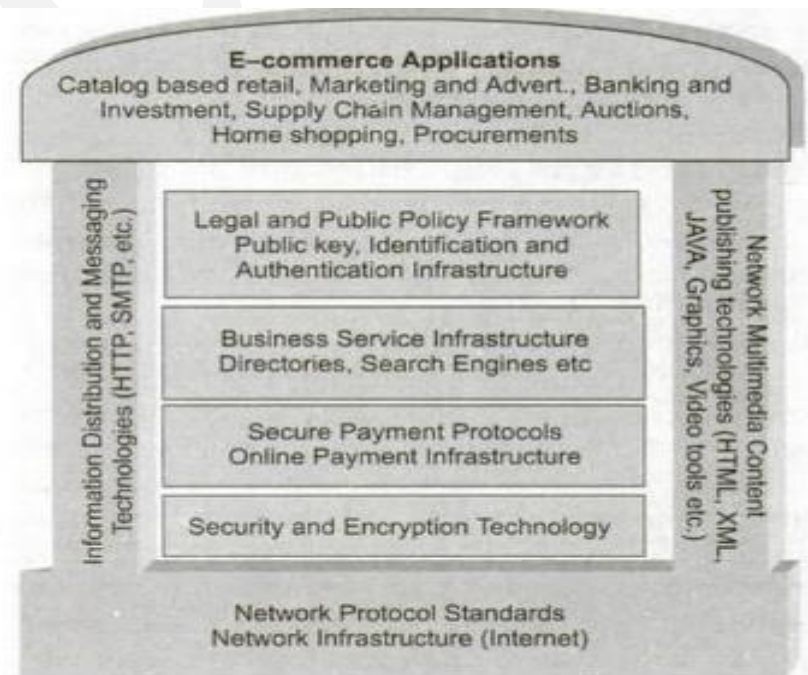 E–commerce Applications
Catalog based retail, Marketing and Advert., Banking and
Investment, Supply Chain Management, Auctions,
Home shopping, Procurements
Information Distribution and Messaging
Technologies (HTTP, SMTP, etc.)
Legal and Public Policy Framework
Public key, Identification and
Authentication Infrastructure
Business Service Infrastructure
Directories, Search Engines etc
Secure Payment Protocols
Online Payment Infrastructure
Security and Encryption Technology
Network Multimedia Content
publishing technologies (HTML, XML,
JAVA, Graphics, Video tools etc.)
Network Protocol Standards
Network Infrastructure (Internet)